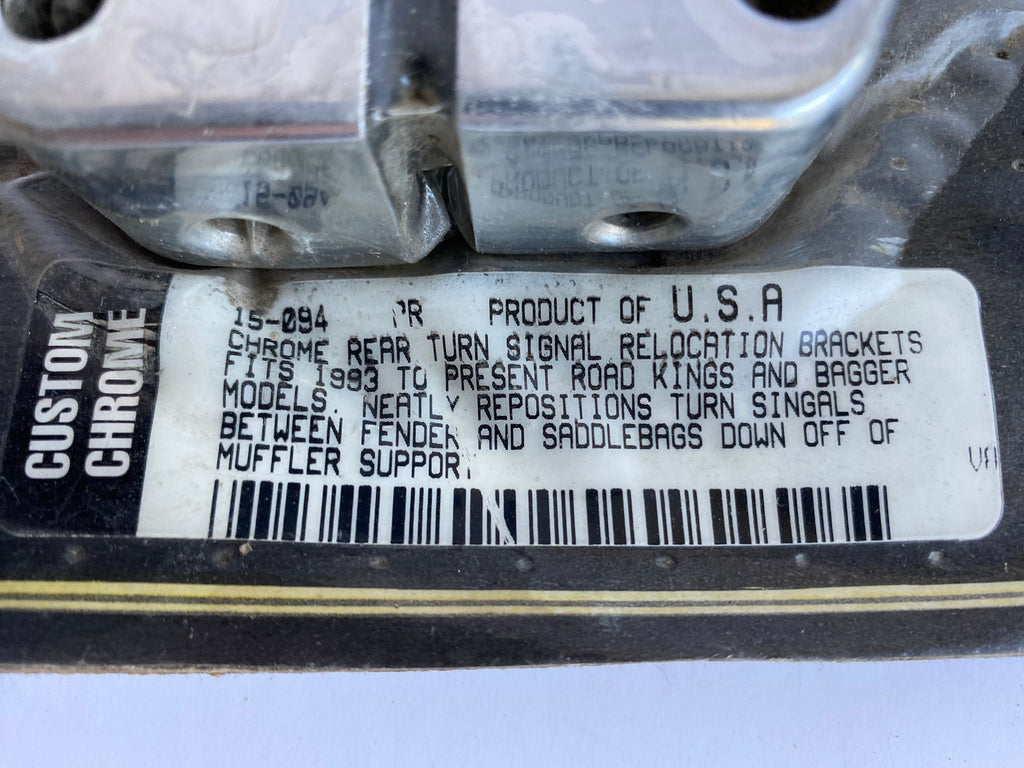 CUSTOM
CHROME
15-094 PR PRODUCT OF U.S.A
CHROME REAR TURN SIGNAL RELOCATION BRACKETS
FITS 1993 TO PRESENT ROAD KINGS AND BAGGER
MODELS. NEATLY REPOSITIONS TURN SINGALS
BETWEEN FENDER AND SADDLEBAGS DOWN OFF OF
MUFFLER SUPPORT